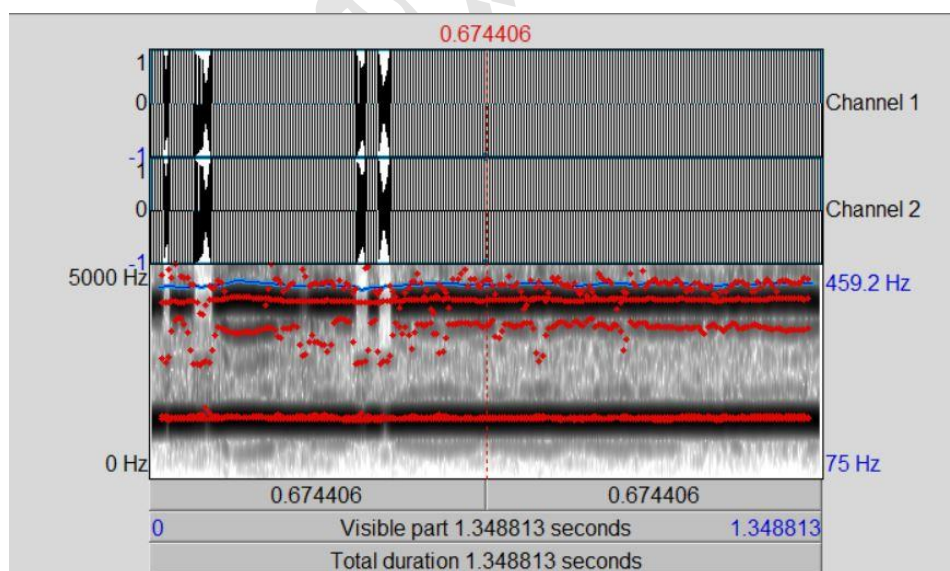 0.674406
1
0
-1
Channel 1
1
0
-1
Channel 2
5000 Hz
459.2 Hz
0 Hz
75 Hz
0.674406 0.674406
0 Visible part 1.348813 seconds 1.348813
Total duration 1.348813 seconds